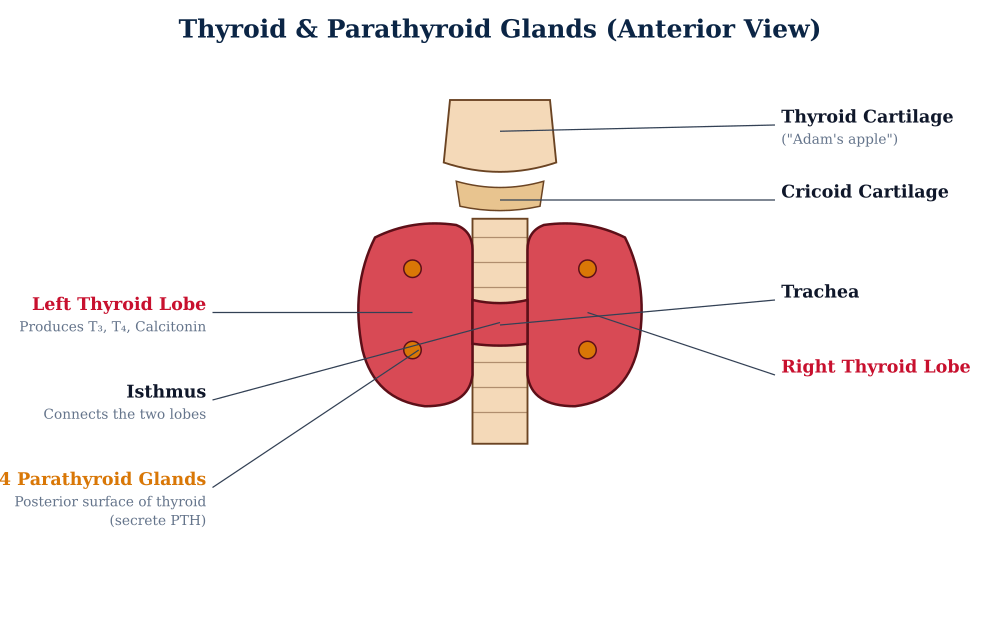 Thyroid & Parathyroid Glands (Anterior View)
Thyroid Cartilage
("Adam's apple")
Cricoid Cartilage
Trachea
Right Thyroid Lobe
Left Thyroid Lobe
Produces T₃, T₄, Calcitonin
Isthmus
Connects the two lobes
4 Parathyroid Glands
Posterior surface of thyroid
(secrete PTH)